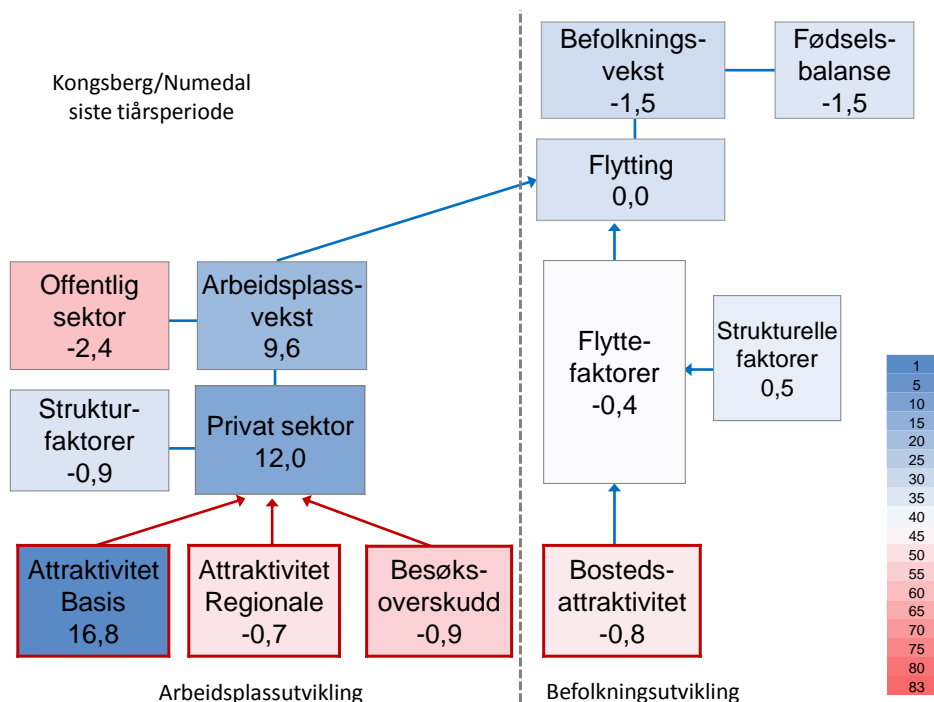 Kongsberg/Numedal
siste tiårsperiode
Befolknings-
vekst
-1,5
Fødsels-
balanse
-1,5
Flytting
0,0
Offentlig
sektor
-2,4
Arbeidsplass-
vekst
9,6
Flytte-
faktorer
-0,4
Strukturelle
faktorer
0,5
Struktur-
faktorer
-0,9
Privat sektor
12,0
Attraktivitet
Basis
16,8
Attraktivitet
Regionale
-0,7
Besøks-
overskudd
-0,9
Bosteds-
attraktivitet
-0,8
Arbeidsplassutvikling
Befolkningsutvikling
1
5
10
15
20
25
30
35
40
45
50
55
60
65
70
75
80
83